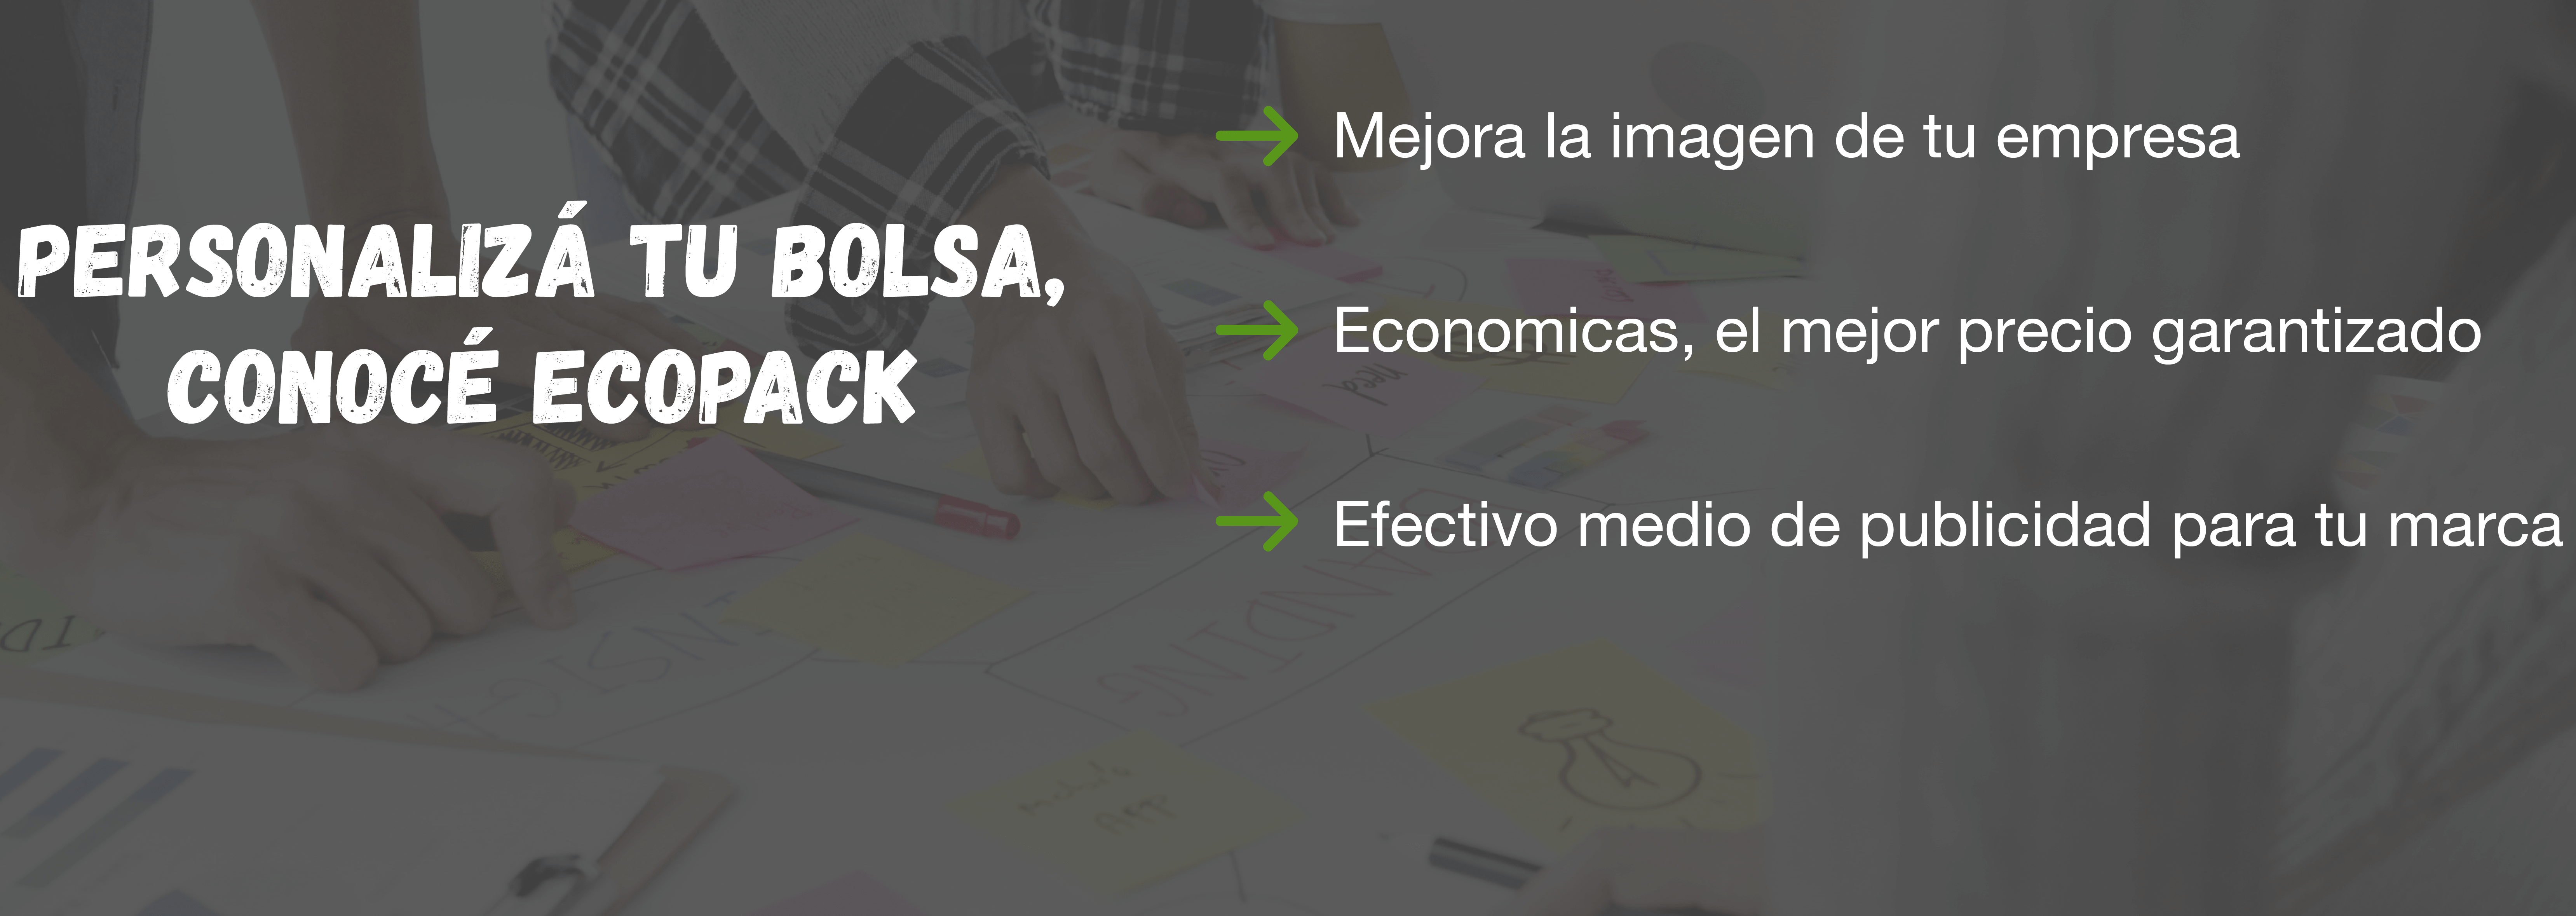 PERSONALIZÁ TU BOLSA,
CONOCÉ ECOPACK
Mejora la imagen de tu empresa
Economicas, el mejor precio garantizado
Efectivo medio de publicidad para tu marca
APP